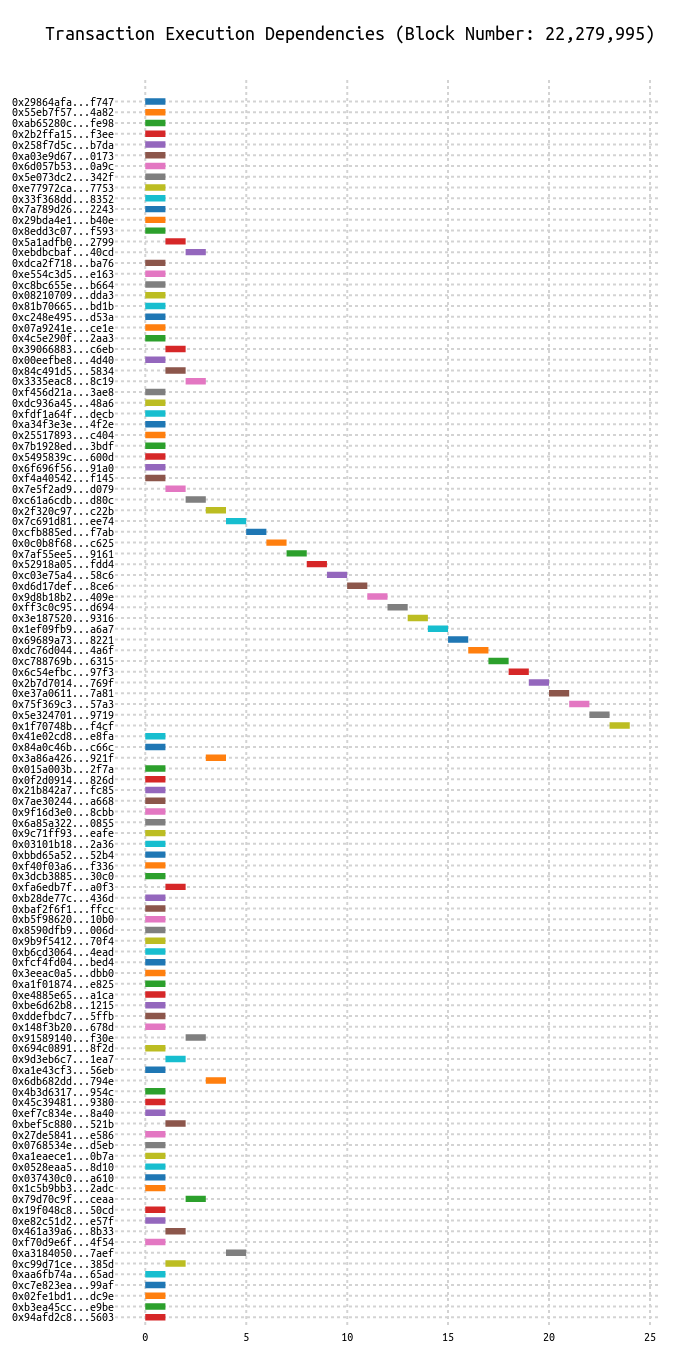 Transaction Execution Dependencies (Block Number: 22,279,995)
0x29864afa...f747
0x55eb7f57...4a82
0xab65280c...fe98
0x2b2ffa15...f3ee
0x258f7d5c...b7da
0xa03e9d67...0173
0x6d057b53...0a9c
0x5e073dc2...342f
0xe77972ca...7753
0x33f368dd...8352
0x7a789d26...2243
0x29bda4e1...b40e
0x8edd3c07...f593
0x5a1adfb0...2799
0xebdbcbaf...40cd
0xdca2f718...ba76
0xe554c3d5...e163
0xc8bc655e...b664
0x08210709...dda3
0x81b70665...bd1b
0xc248e495...d53a
0x07a9241e...ce1e
0x4c5e290f...2aa3
0x39066883...c6eb
0x00eefbe8...4d40
0x84c491d5...5834
0x3335eac8...8c19
0xf456d21a...3ae8
0xdc936a45...48a6
0xfdf1a64f...decb
0xa34f3e3e...4f2e
0x25517893...c404
0x7b1928ed...3bdf
0x5495839c...600d
0x6f696f56...91a0
0xf4a40542...f145
0x7e5f2ad9...d079
0xc61a6cdb...d80c
0x2f320c97...c22b
0x7c691d81...ee74
0xcfb885ed...f7ab
0x0c0b8f68...c625
0x7af55ee5...9161
0x52918a05...fdd4
0xc03e75a4...58c6
0xd6d17def...8ce6
0x9d8b18b2...409e
0xff3c0c95...d694
0x3e187520...9316
0x1ef09fb9...a6a7
0x69689a73...8221
0xdc76d044...4a6f
0xc788769b...6315
0x6c54efbc...97f3
0x2b7d7014...769f
0xe37a0611...7a81
0x75f369c3...57a3
0x5e324701...9719
0x1f70748b...f4cf
0x41e02cd8...e8fa
0x84a0c46b...c66c
0x3a86a426...921f
0x015a003b...2f7a
0x0f2d0914...826d
0x21b842a7...fc85
0x7ae30244...a668
0x9f16d3e0...8cbb
0x6a85a322...0855
0x9c71ff93...eafe
0x03101b18...2a36
0xbbd65a52...52b4
0xf40f03a6...f336
0x3dcb3885...30c0
0xfa6edb7f...a0f3
0xb28de77c...436d
0xbaf2f6f1...ffcc
0xb5f98620...10b0
0x8590dfb9...006d
0x9b9f5412...70f4
0xb6cd3064...4ead
0xfcf4fd04...bed4
0x3eeac0a5...dbb0
0xa1f01874...e825
0xe4885e65...a1ca
0xbe6d62b8...1215
0xddefbdc7...5ffb
0x148f3b20...678d
0x91589140...f30e
0x694c0891...8f2d
0x9d3eb6c7...1ea7
0xa1e43cf3...56eb
0x6db682dd...794e
0x4b3d6317...954c
0x45c39481...9380
0xef7c834e...8a40
0xbef5c880...521b
0x27de5841...e586
0x0768534e...d5eb
0xa1eaece1...0b7a
0x0528eaa5...8d10
0x037430c0...a610
0x1c5b9bb3...2adc
0x79d70c9f...ceaa
0x19f048c8...50cd
0xe82c51d2...e57f
0x461a39a6...8b33
0xf70d9e6f...4f54
0xa3184050...7aef
0xc99d71ce...385d
0xaa6fb74a...65ad
0xc7e823ea...99af
0x02fe1bd1...dc9e
0xb3ea45cc...e9be
0x94afd2c8...5603
0 5 10 15 20 25